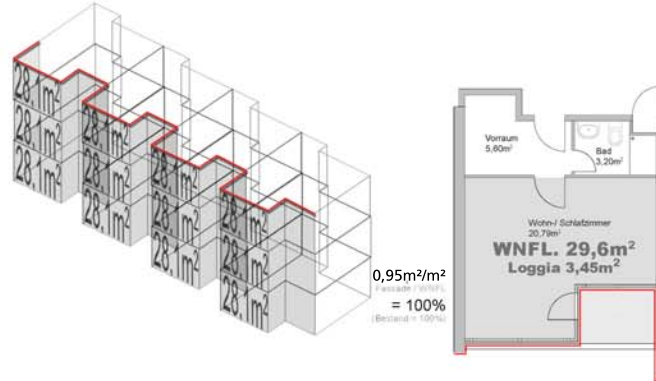 28,1m²
28,1m²
28,1m²
28,1m²
28,1m²
28,1m²
28,1m²
28,1m²
28,1m²
28,1m²
28,1m²
28,1m²
0,95m²/m²
Fassade / WNFL
= 100%
(Bestand = 100%)
Vorraum
5,60m²
Bad
3,20m²
Wohn-/ Schlafzimmer
20,79m²
WNFL. 29,6m²
Loggia 3,45m²